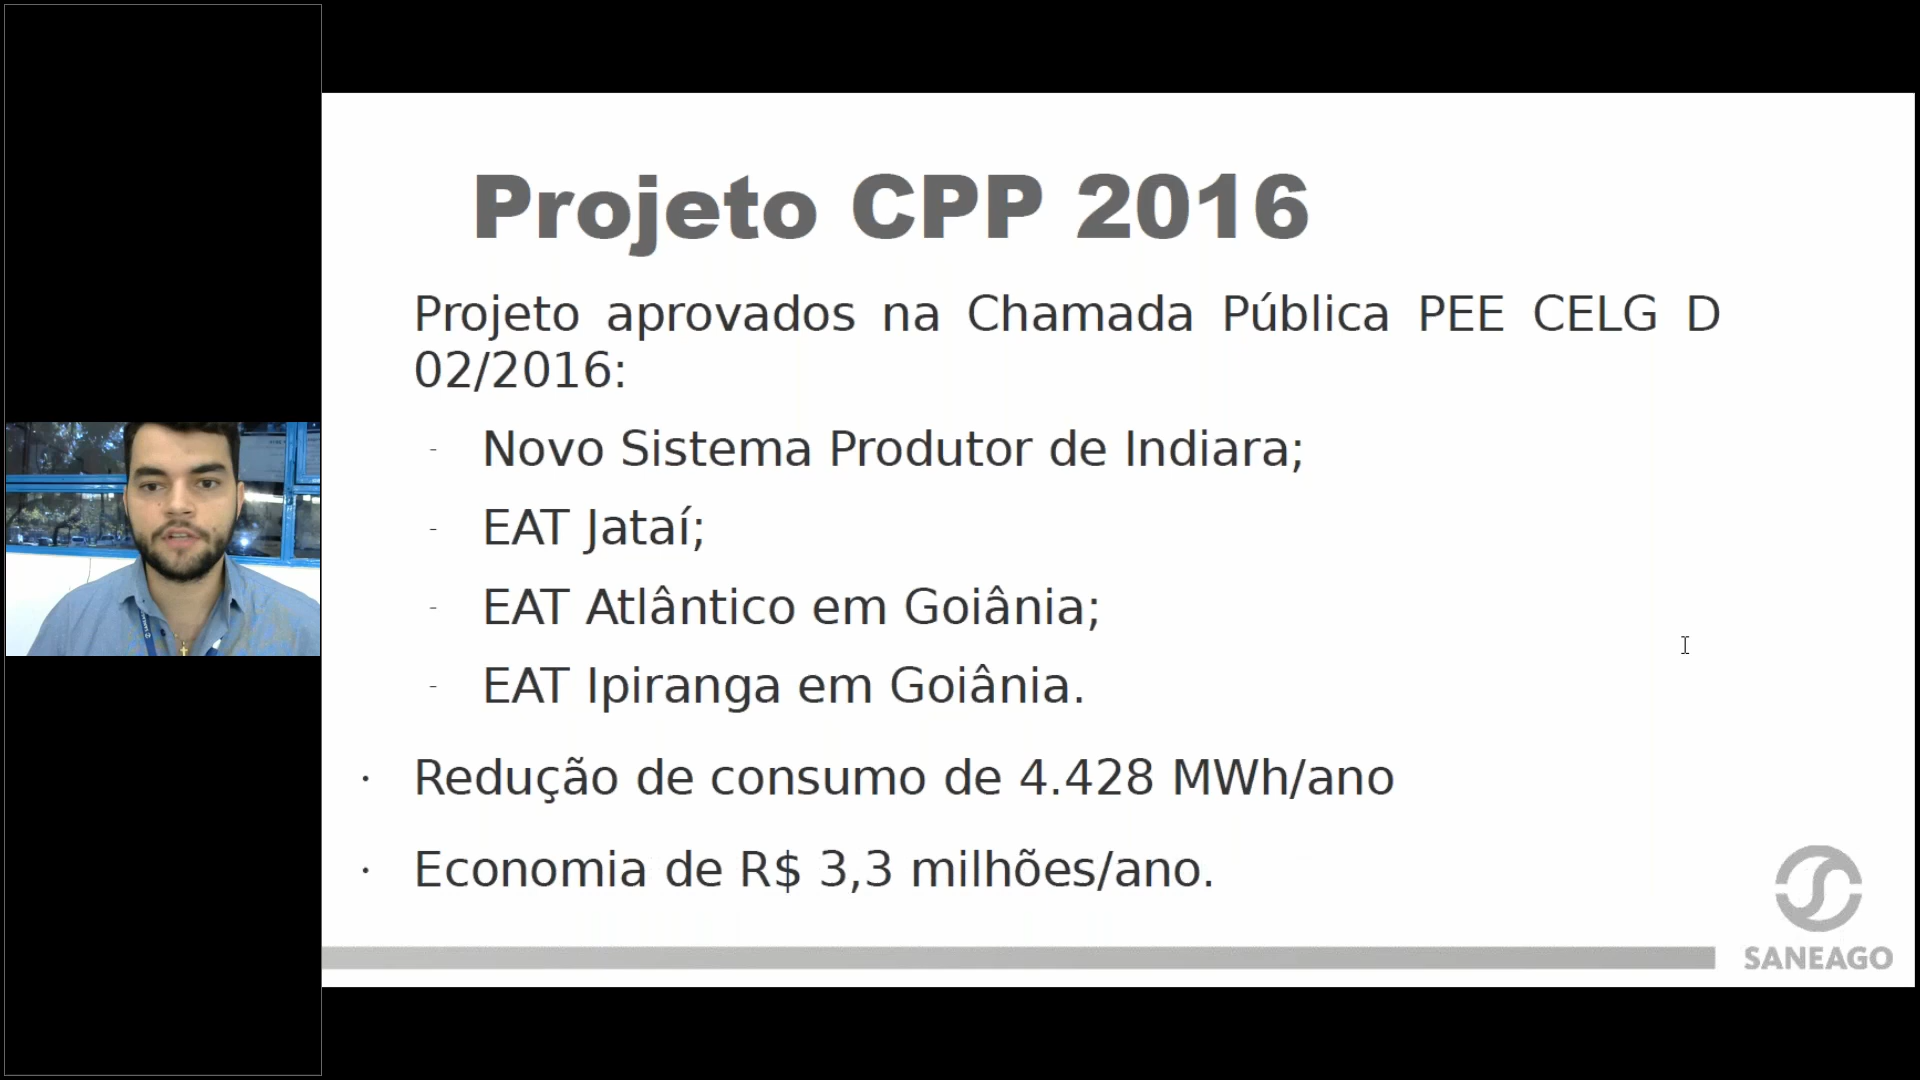 Projeto CPP 2016
Projeto aprovados na Chamada Pública PEE CELG D
02/2016:
- Novo Sistema Produtor de Indiara;
- EAT Jataí;
- EAT Atlântico em Goiânia;
- EAT Ipiranga em Goiânia.
· Redução de consumo de 4.428 MWh/ano
· Economia de R$ 3,3 milhões/ano.
SANEAGO